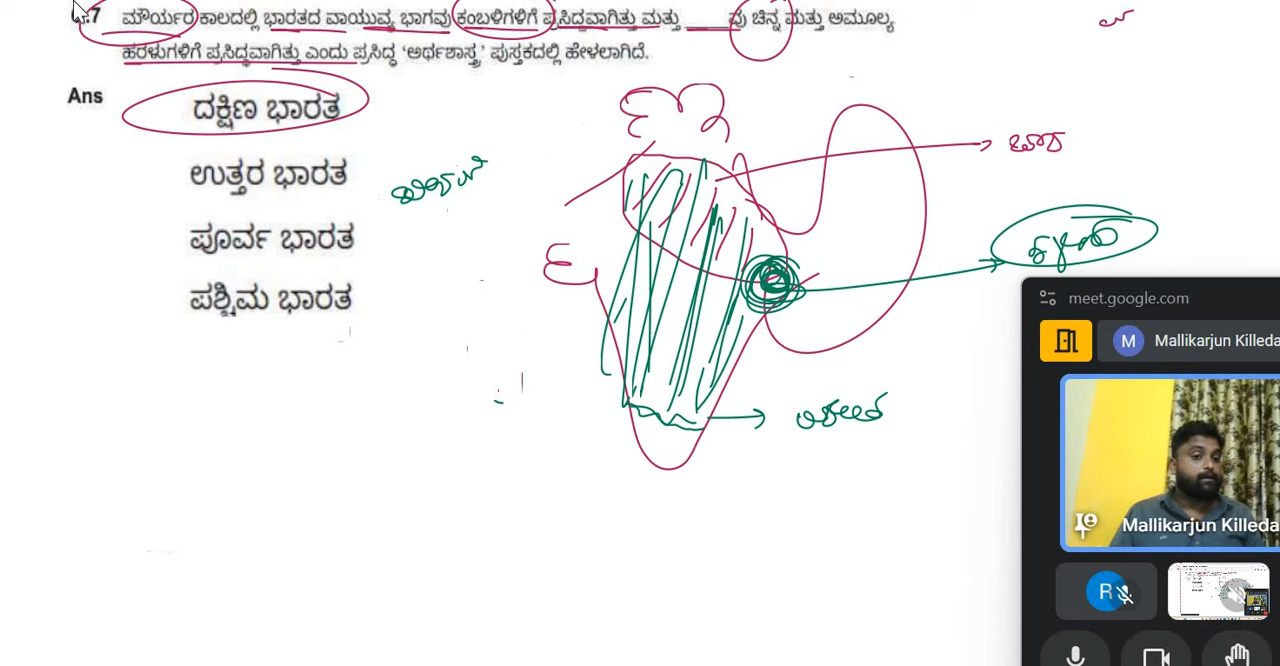 .7 ಮೌರ್ಯರ ಕಾಲದಲ್ಲಿ ಭಾರತದ ವಾಯುವ್ಯ ಭಾಗವು ಕಂಬಳಿಗಳಿಗೆ ಪ್ರಸಿದ್ಧವಾಗಿತ್ತು ಮತ್ತು ____ವು ಚಿನ್ನ ಮತ್ತು ಅಮೂಲ್ಯ
ಹರಳುಗಳಿಗೆ ಪ್ರಸಿದ್ಧವಾಗಿತ್ತು ಎಂದು ಪ್ರಸಿದ್ಧ ‘ಅರ್ಥಶಾಸ್ತ್ರ’ ಪುಸ್ತಕದಲ್ಲಿ ಹೇಳಲಾಗಿದೆ.
Ans ದಕ್ಷಿಣ ಭಾರತ
ಉತ್ತರ ಭಾರತ
ಪೂರ್ವ ಭಾರತ
ಪಶ್ಚಿಮ ಭಾರತ
meet.google.com
M Mallikarjun Killeda
Mallikarjun Killeda
R